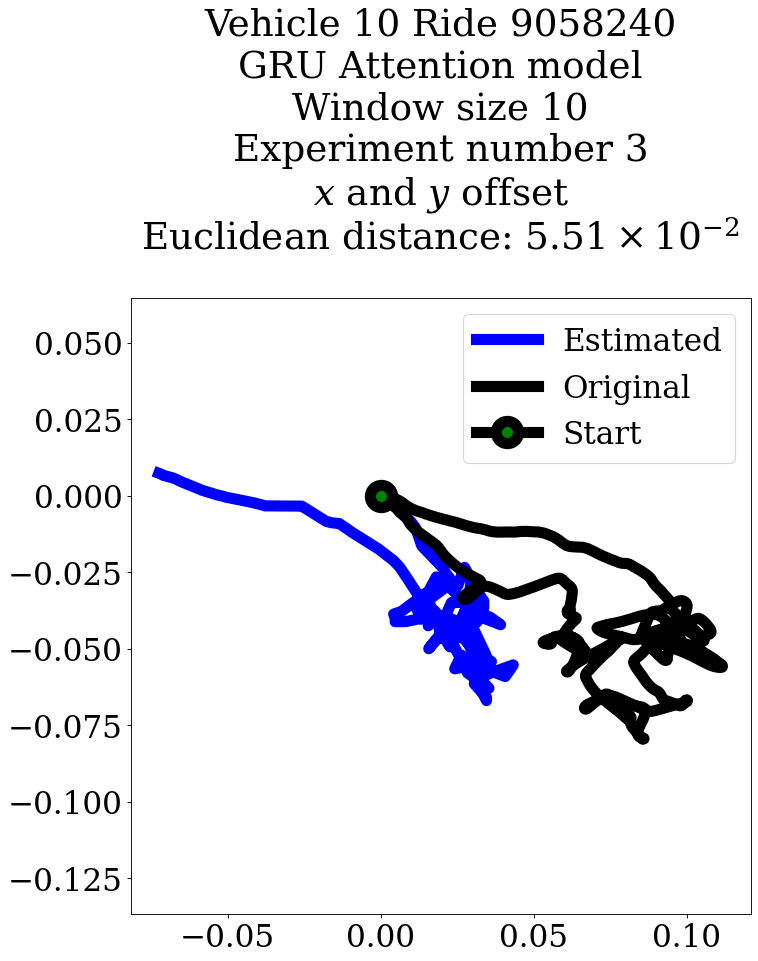 Vehicle 10 Ride 9058240
GRU Attention model
Window size 10
Experiment number 3
x and y offset
Euclidean distance: 5.51 × 10⁻²
Estimated
Original
Start
0.050
0.025
0.000
−0.025
−0.050
−0.075
−0.100
−0.125
−0.05
0.00
0.05
0.10